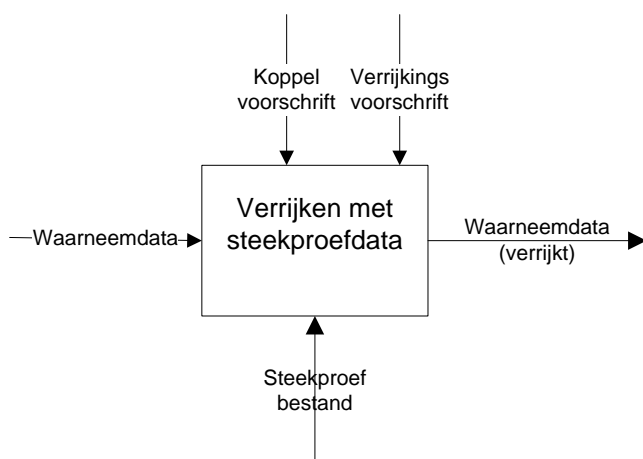 Koppel
voorschrift
Verrijkings
voorschrift
Verrijken met
steekproefdata
Waarneemdata
Waarneemdata
(verrijkt)
Steekproef
bestand